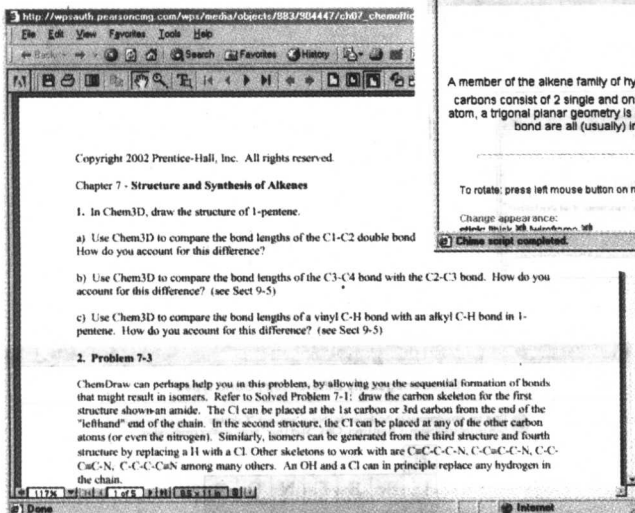 http://wpsauth.pearsoncmg.com/wps/media/objects/883/904447/ch07_chemoffic
File Edit View Favorites Tools Help
Back Search Favorites History
Copyright 2002 Prentice-Hall, Inc. All rights reserved.
Chapter 7 - Structure and Synthesis of Alkenes
1. In Chem3D, draw the structure of 1-pentene.
a) Use Chem3D to compare the bond lengths of the C1-C2 double bond
How do you account for this difference?
b) Use Chem3D to compare the bond lengths of the C3-C4 bond with the C2-C3 bond. How do you
account for this difference? (see Sect 9-5)
c) Use Chem3D to compare the bond lengths of a vinyl C-H bond with an alkyl C-H bond in 1-
pentene. How do you account for this difference? (see Sect 9-5)
2. Problem 7-3
ChemDraw can perhaps help you in this problem, by allowing you the sequential formation of bonds
that might result in isomers. Refer to Solved Problem 7-1: draw the carbon skeleton for the first
structure shown-an amide. The Cl can be placed at the 1st carbon or 3rd carbon from the end of the
"lefthand" end of the chain. In the second structure, the Cl can be placed at any of the other carbon
atoms (or even the nitrogen). Similarly, isomers can be generated from the third structure and fourth
structure by replacing a H with a Cl. Other skeletons to work with are C≡C-C-C-N, C-C≡C-C-N, C-C-
C≡C-N, C-C-C-C≡N among many others. An OH and a Cl can in principle replace any hydrogen in
the chain.
117% 1 of 5 8.5 x 11 in
Done Internet
A member of the alkene family of hy
carbons consist of 2 single and on
atom, a trigonal planar geometry is
bond are all (usually) in
To rotate: press left mouse button on m
Change appearance:
Chime script completed.